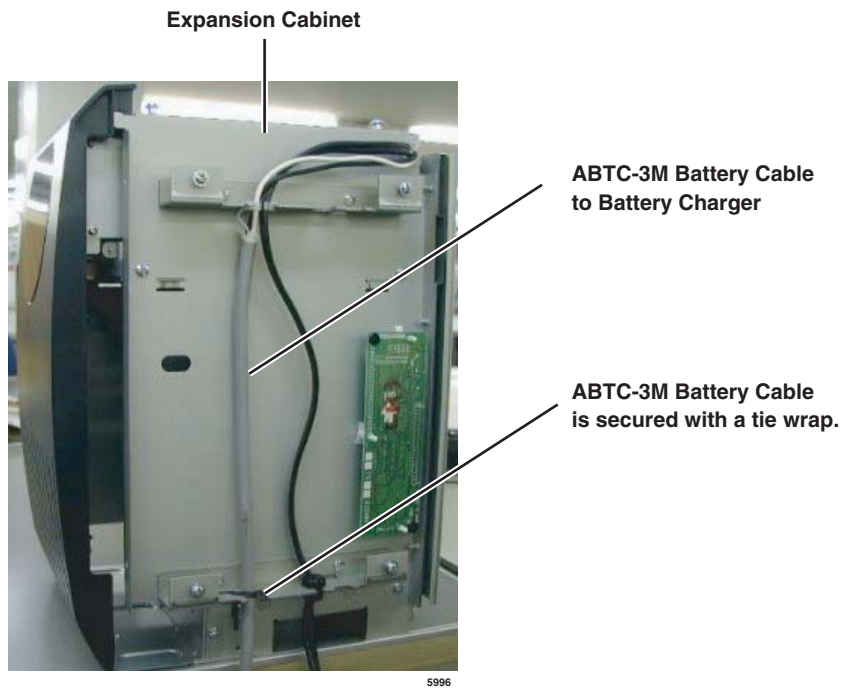 Expansion Cabinet
ABTC-3M Battery Cable
to Battery Charger
ABTC-3M Battery Cable
is secured with a tie wrap.
5996